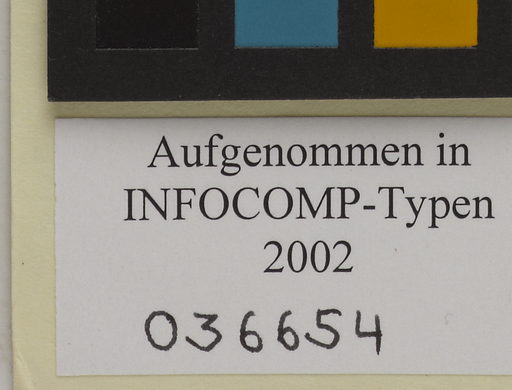 Aufgenommen in
INFOCOMP-Typen
2002
036654